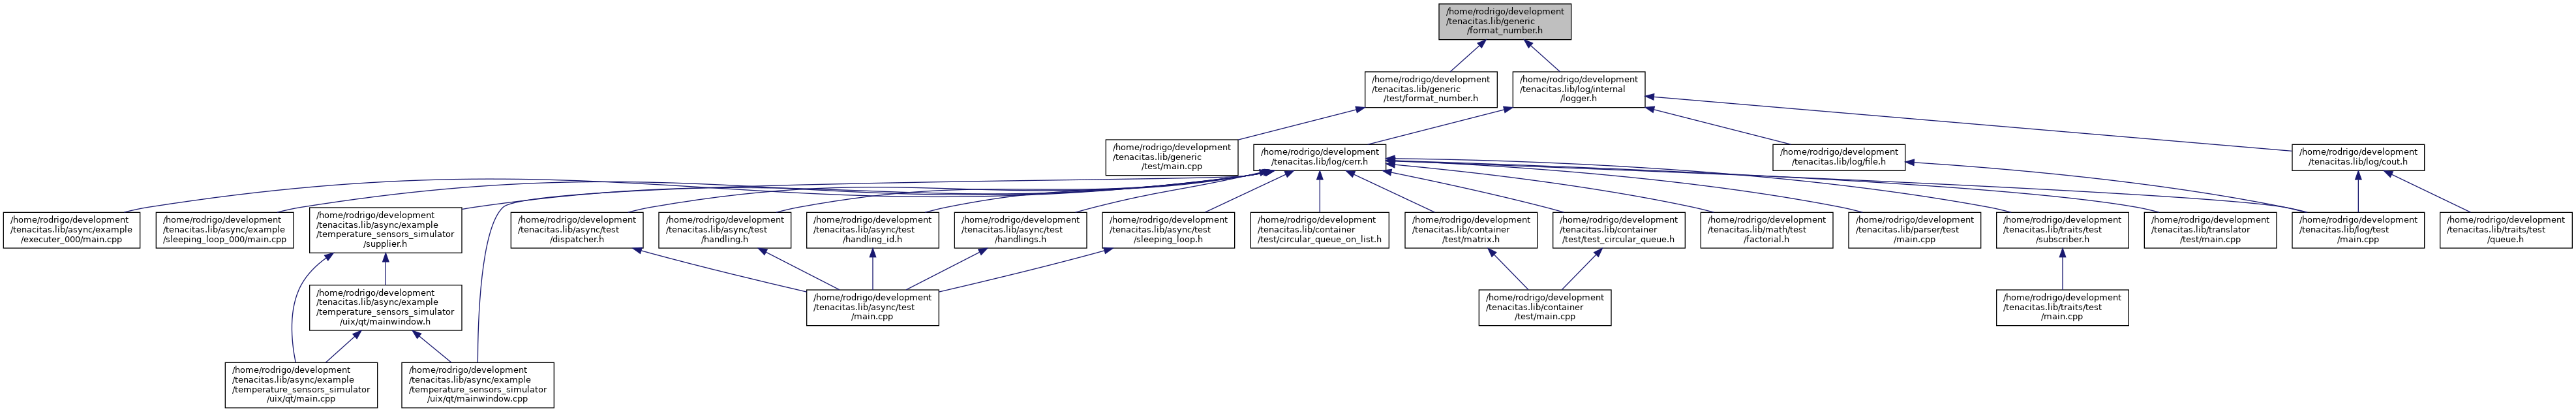 /home/rodrigo/development
/tenacitas.lib/generic
/format_number.h
/home/rodrigo/development
/tenacitas.lib/generic
/test/format_number.h
/home/rodrigo/development
/tenacitas.lib/log/internal
/logger.h
/home/rodrigo/development
/tenacitas.lib/generic
/test/main.cpp
/home/rodrigo/development
/tenacitas.lib/log/cerr.h
/home/rodrigo/development
/tenacitas.lib/log/file.h
/home/rodrigo/development
/tenacitas.lib/log/cout.h
/home/rodrigo/development
/tenacitas.lib/async/example
/executer_000/main.cpp
/home/rodrigo/development
/tenacitas.lib/async/example
/sleeping_loop_000/main.cpp
/home/rodrigo/development
/tenacitas.lib/async/example
/temperature_sensors_simulator
/supplier.h
/home/rodrigo/development
/tenacitas.lib/async/test
/dispatcher.h
/home/rodrigo/development
/tenacitas.lib/async/test
/handling.h
/home/rodrigo/development
/tenacitas.lib/async/test
/handling_id.h
/home/rodrigo/development
/tenacitas.lib/async/test
/handlings.h
/home/rodrigo/development
/tenacitas.lib/async/test
/sleeping_loop.h
/home/rodrigo/development
/tenacitas.lib/container
/test/circular_queue_on_list.h
/home/rodrigo/development
/tenacitas.lib/container
/test/matrix.h
/home/rodrigo/development
/tenacitas.lib/container
/test/test_circular_queue.h
/home/rodrigo/development
/tenacitas.lib/math/test
/factorial.h
/home/rodrigo/development
/tenacitas.lib/parser/test
/main.cpp
/home/rodrigo/development
/tenacitas.lib/traits/test
/subscriber.h
/home/rodrigo/development
/tenacitas.lib/translator
/test/main.cpp
/home/rodrigo/development
/tenacitas.lib/log/test
/main.cpp
/home/rodrigo/development
/tenacitas.lib/traits/test
/queue.h
/home/rodrigo/development
/tenacitas.lib/async/example
/temperature_sensors_simulator
/uix/qt/mainwindow.h
/home/rodrigo/development
/tenacitas.lib/async/test
/main.cpp
/home/rodrigo/development
/tenacitas.lib/container
/test/main.cpp
/home/rodrigo/development
/tenacitas.lib/traits/test
/main.cpp
/home/rodrigo/development
/tenacitas.lib/async/example
/temperature_sensors_simulator
/uix/qt/main.cpp
/home/rodrigo/development
/tenacitas.lib/async/example
/temperature_sensors_simulator
/uix/qt/mainwindow.cpp